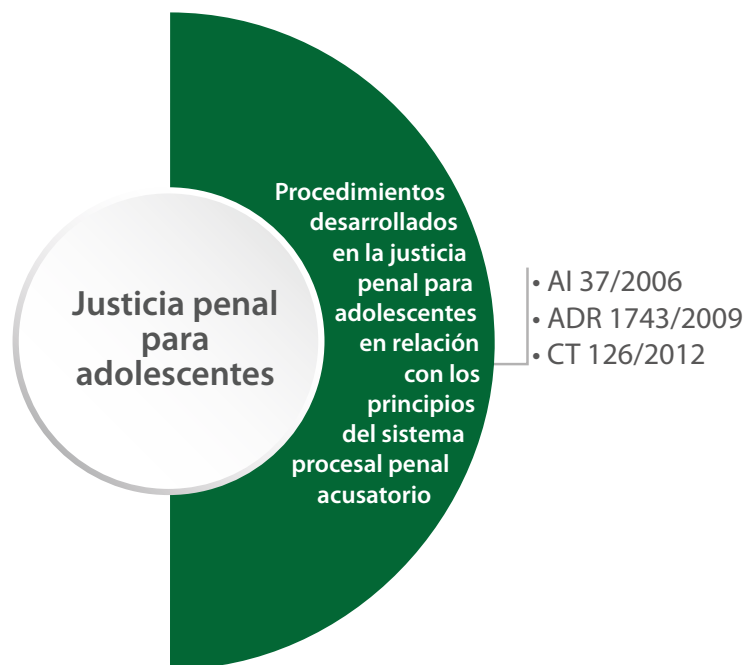 Justicia penal
para
adolescentes
Procedimientos
desarrollados
en la justicia
penal para
adolescentes
en relación
con los
principios
del sistema
procesal penal
acusatorio
• AI 37/2006
• ADR 1743/2009
• CT 126/2012